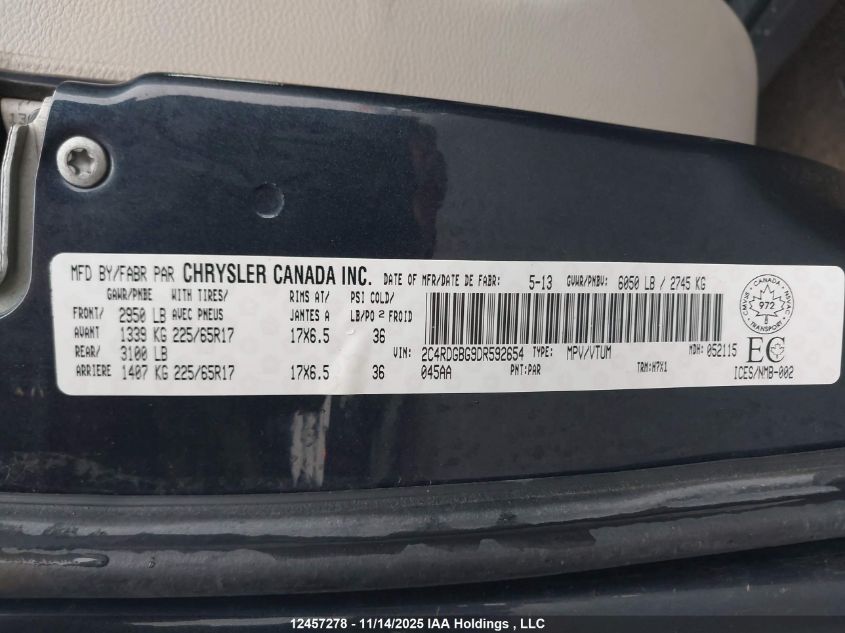 MFD BY/FABR PAR CHRYSLER CANADA INC. DATE OF MFR/DATE DE FABR: 5-13 GVWR/PNBV: 6050 LB / 2745 KG
GAWR/PNBE WITH TIRES/ RIMS AT/ PSI COLD/
FRONT/ 2950 LB AVEC PNEUS JANTES A LB/PO 2 FROID
AVANT 1339 KG 225/65R17 17X6.5 36
REAR/ 3100 LB VIN: 2C4RDGBG9DR592654 TYPE: MPV/VTUM MDH: 052115
ARRIERE 1407 KG 225/65R17 17X6.5 36 045AA PNT:PAR TRM:H7X1
CANADA
972
TRANSPORT
EC
ICES/NMB-002
12457278 - 11/14/2025 IAA Holdings , LLC